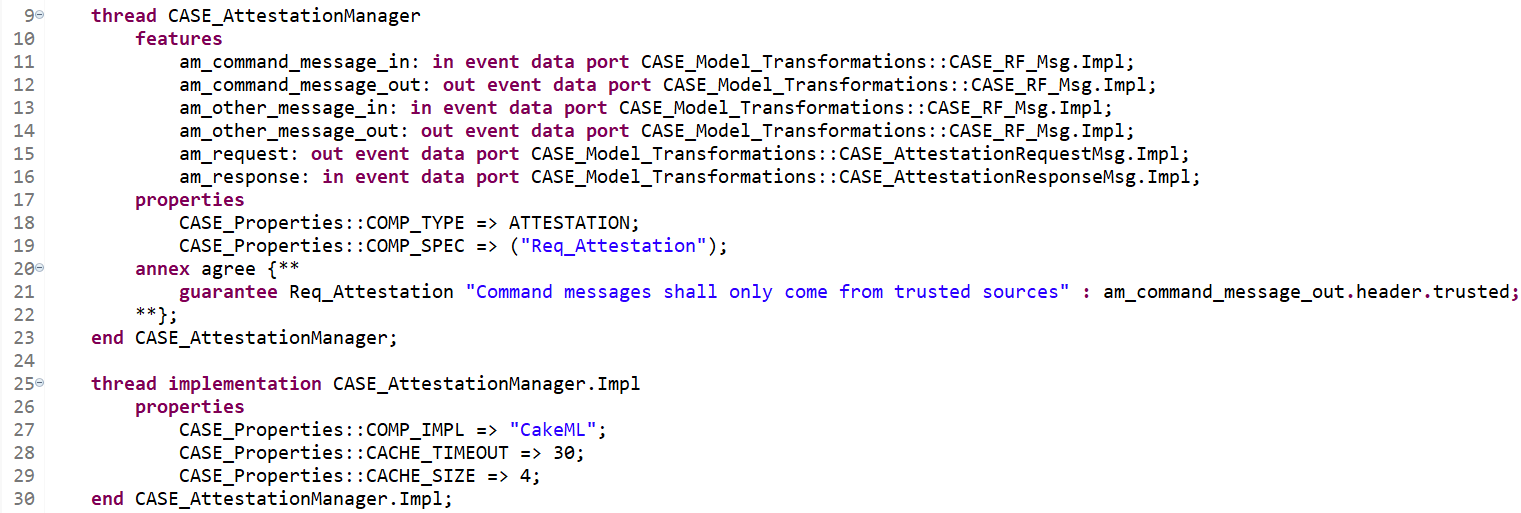 9 thread CASE_AttestationManager
10 features
11 am_command_message_in: in event data port CASE_Model_Transformations::CASE_RF_Msg.Impl;
12 am_command_message_out: out event data port CASE_Model_Transformations::CASE_RF_Msg.Impl;
13 am_other_message_in: in event data port CASE_Model_Transformations::CASE_RF_Msg.Impl;
14 am_other_message_out: out event data port CASE_Model_Transformations::CASE_RF_Msg.Impl;
15 am_request: out event data port CASE_Model_Transformations::CASE_AttestationRequestMsg.Impl;
16 am_response: in event data port CASE_Model_Transformations::CASE_AttestationResponseMsg.Impl;
17 properties
18 CASE_Properties::COMP_TYPE => ATTESTATION;
19 CASE_Properties::COMP_SPEC => ("Req_Attestation");
20 annex agree {**
21 guarantee Req_Attestation "Command messages shall only come from trusted sources" : am_command_message_out.header.trusted;
22 **};
23 end CASE_AttestationManager;
24
25 thread implementation CASE_AttestationManager.Impl
26 properties
27 CASE_Properties::COMP_IMPL => "CakeML";
28 CASE_Properties::CACHE_TIMEOUT => 30;
29 CASE_Properties::CACHE_SIZE => 4;
30 end CASE_AttestationManager.Impl;